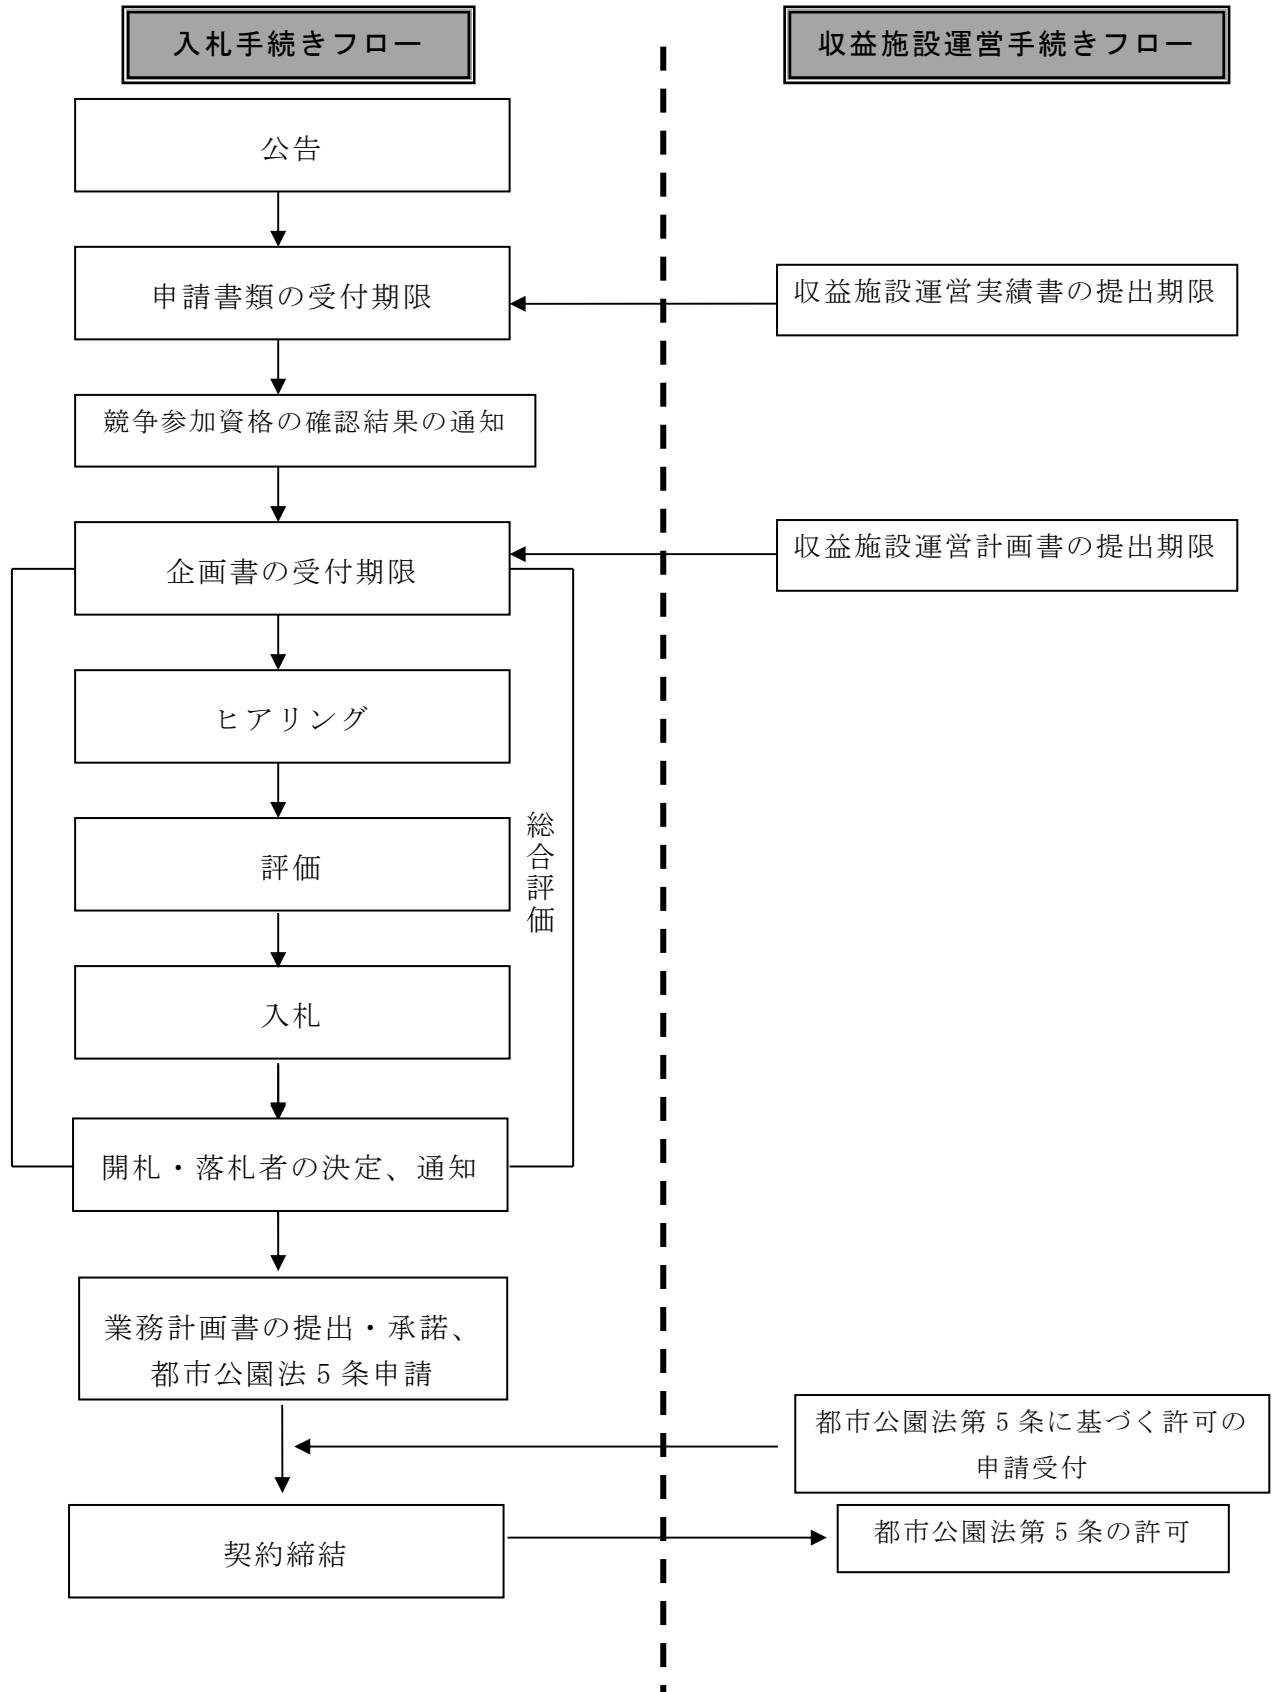 入札手続きフロー
収益施設運営手続きフロー
公告
申請書類の受付期限
収益施設運営実績書の提出期限
競争参加資格の確認結果の通知
企画書の受付期限
収益施設運営計画書の提出期限
ヒアリング
評価
総合評価
入札
開札・落札者の決定、通知
業務計画書の提出・承諾、
都市公園法5条申請
都市公園法第5条に基づく許可の
申請受付
契約締結
都市公園法第5条の許可